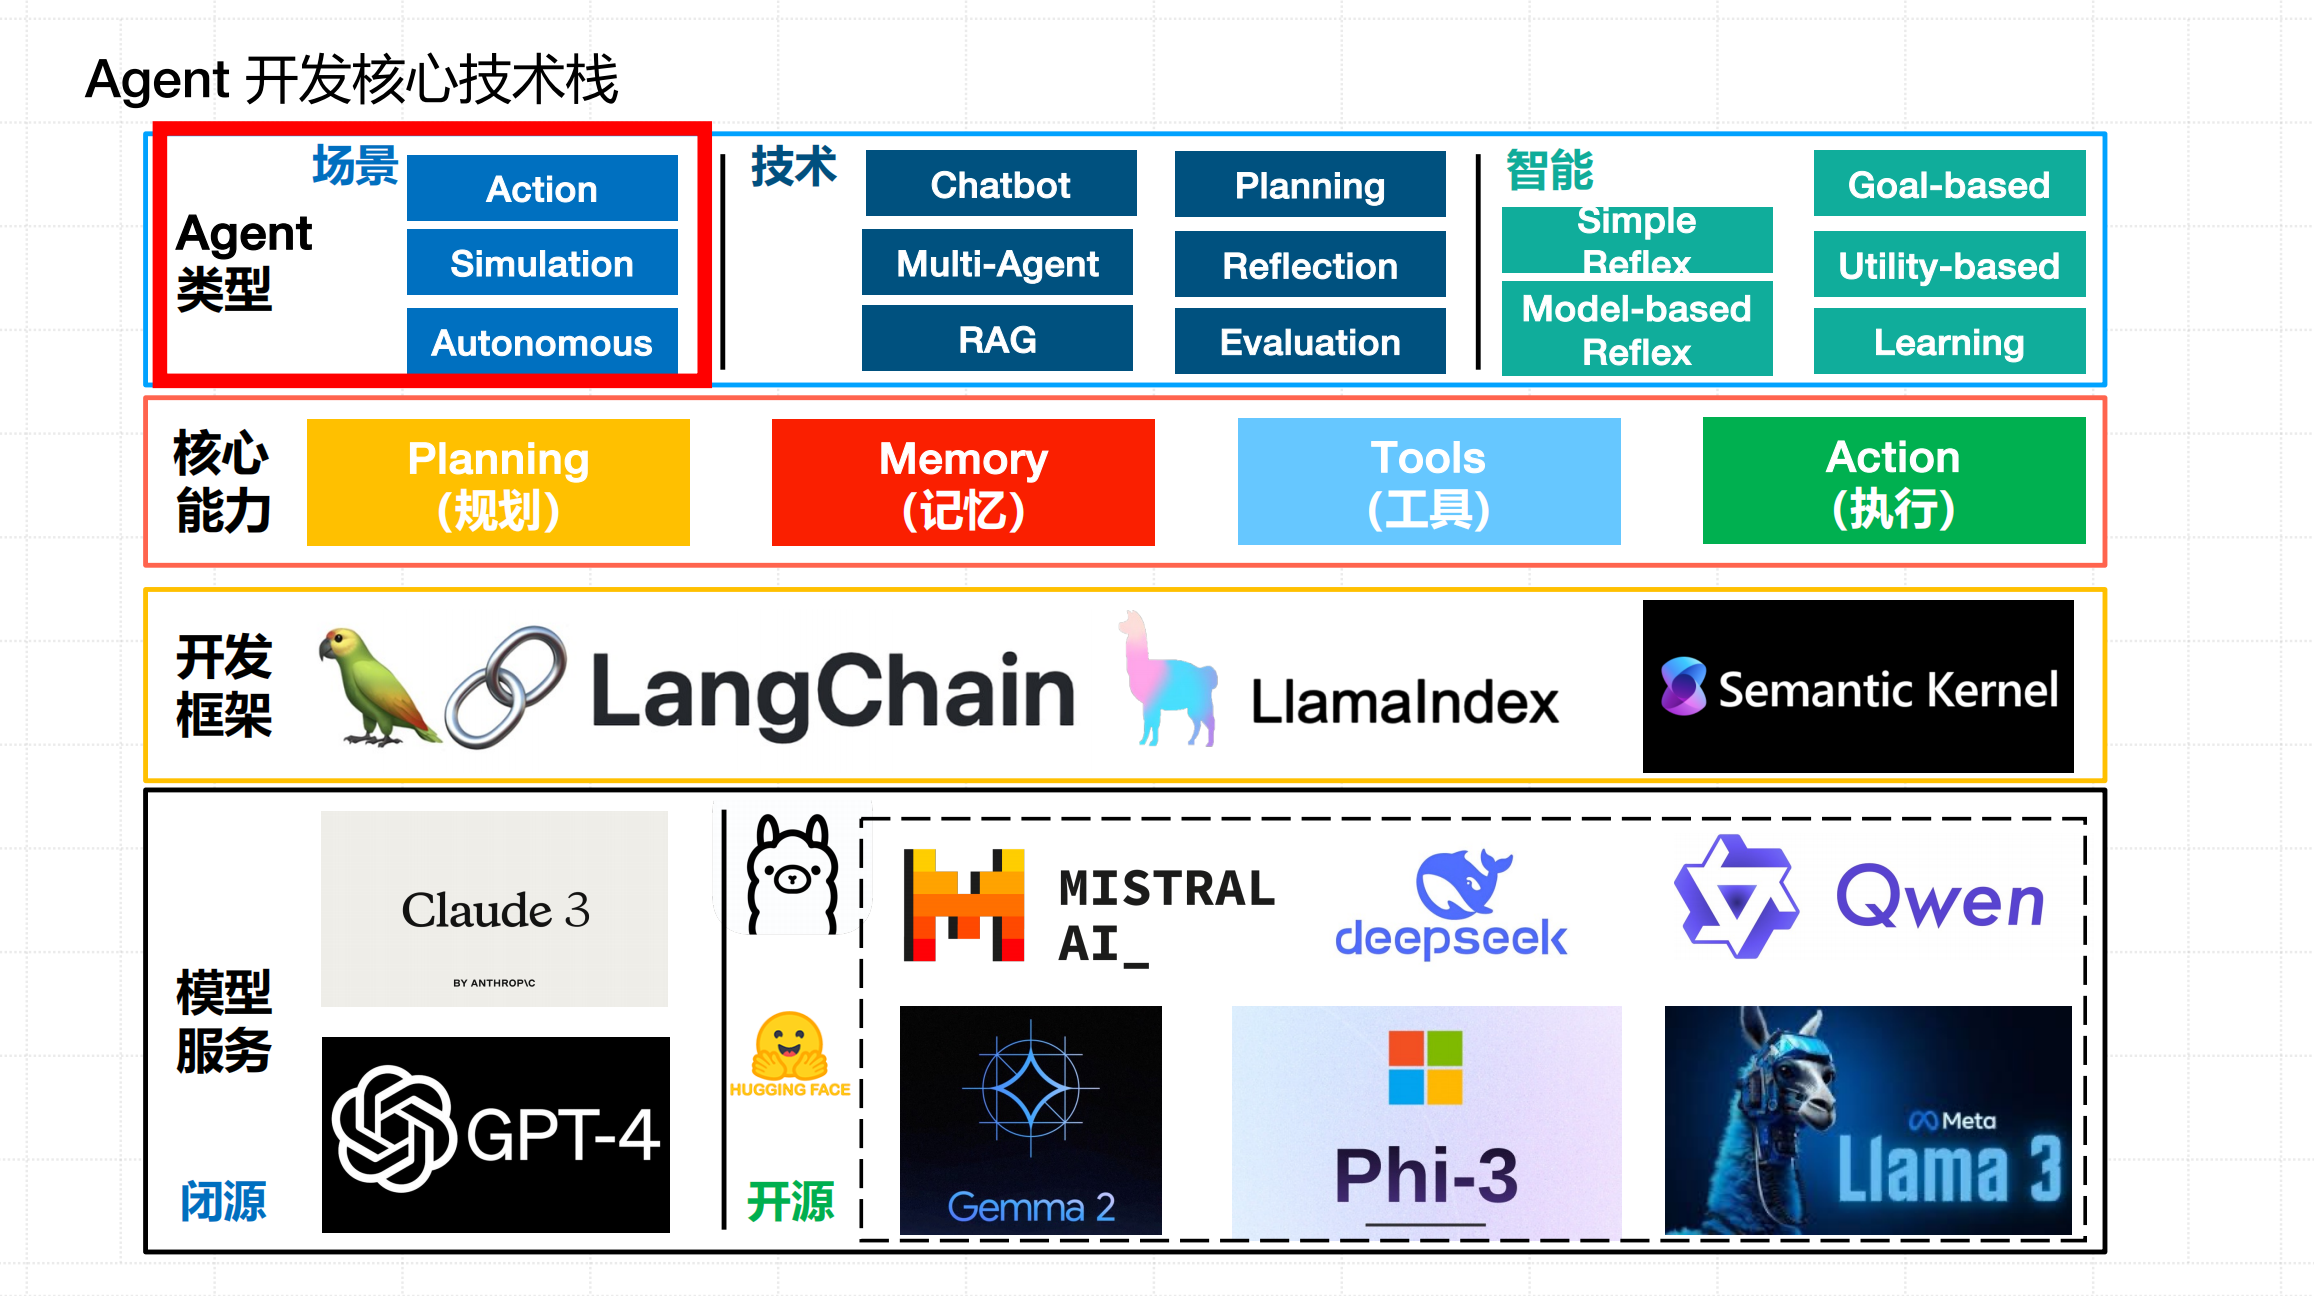 Agent 开发核心技术栈
Agent
类型
场景
Action
Simulation
Autonomous
技术
Chatbot
Multi-Agent
RAG
Planning
Reflection
Evaluation
智能
Simple
Reflex
Model-based
Reflex
Goal-based
Utility-based
Learning
核心
能力
Planning
(规划)
Memory
(记忆)
Tools
(工具)
Action
(执行)
开发
框架
LangChain
LlamaIndex
Semantic Kernel
模型
服务
闭源
Claude 3
BY ANTHROP\C
GPT-4
HUGGING FACE
开源
MISTRAL
AI_
deepseek
Qwen
Gemma 2
Phi-3
Meta
Llama 3